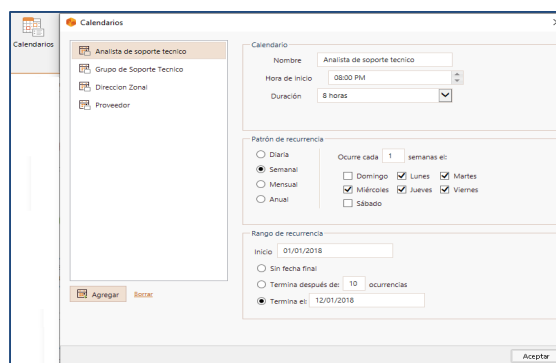 Calendarios
Calendarios
Analista de soporte tecnico
Grupo de Soporte Tecnico
Direccion Zonal
Proveedor
Agregar
Borrar
Calendario
Nombre Analista de soporte tecnico
Hora de Inicio 08:00 PM
Duración 8 horas
Patrón de recurrencia
Diaria
Semanal
Mensual
Anual
Ocurre cada 1 semanas el:
Domingo Lunes Martes
Miércoles Jueves Viernes
Sábado
Rango de recurrencia
Inicio 01/01/2018
Sin fecha final
Termina después de: 10 ocurrencias
Termina el: 12/01/2018
Aceptar